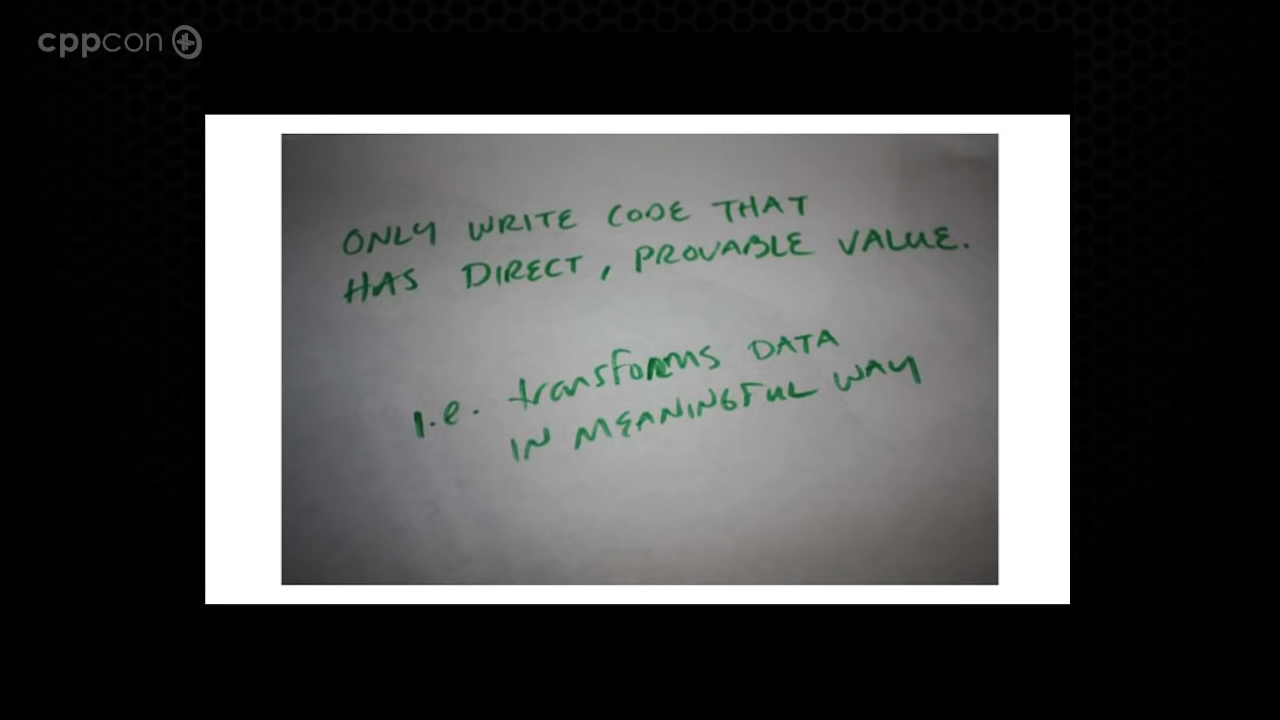 cppcon
ONLY WRITE CODE THAT
HAS DIRECT, PROVABLE VALUE.
i.e. transforms DATA
IN MEANINGFUL WAY